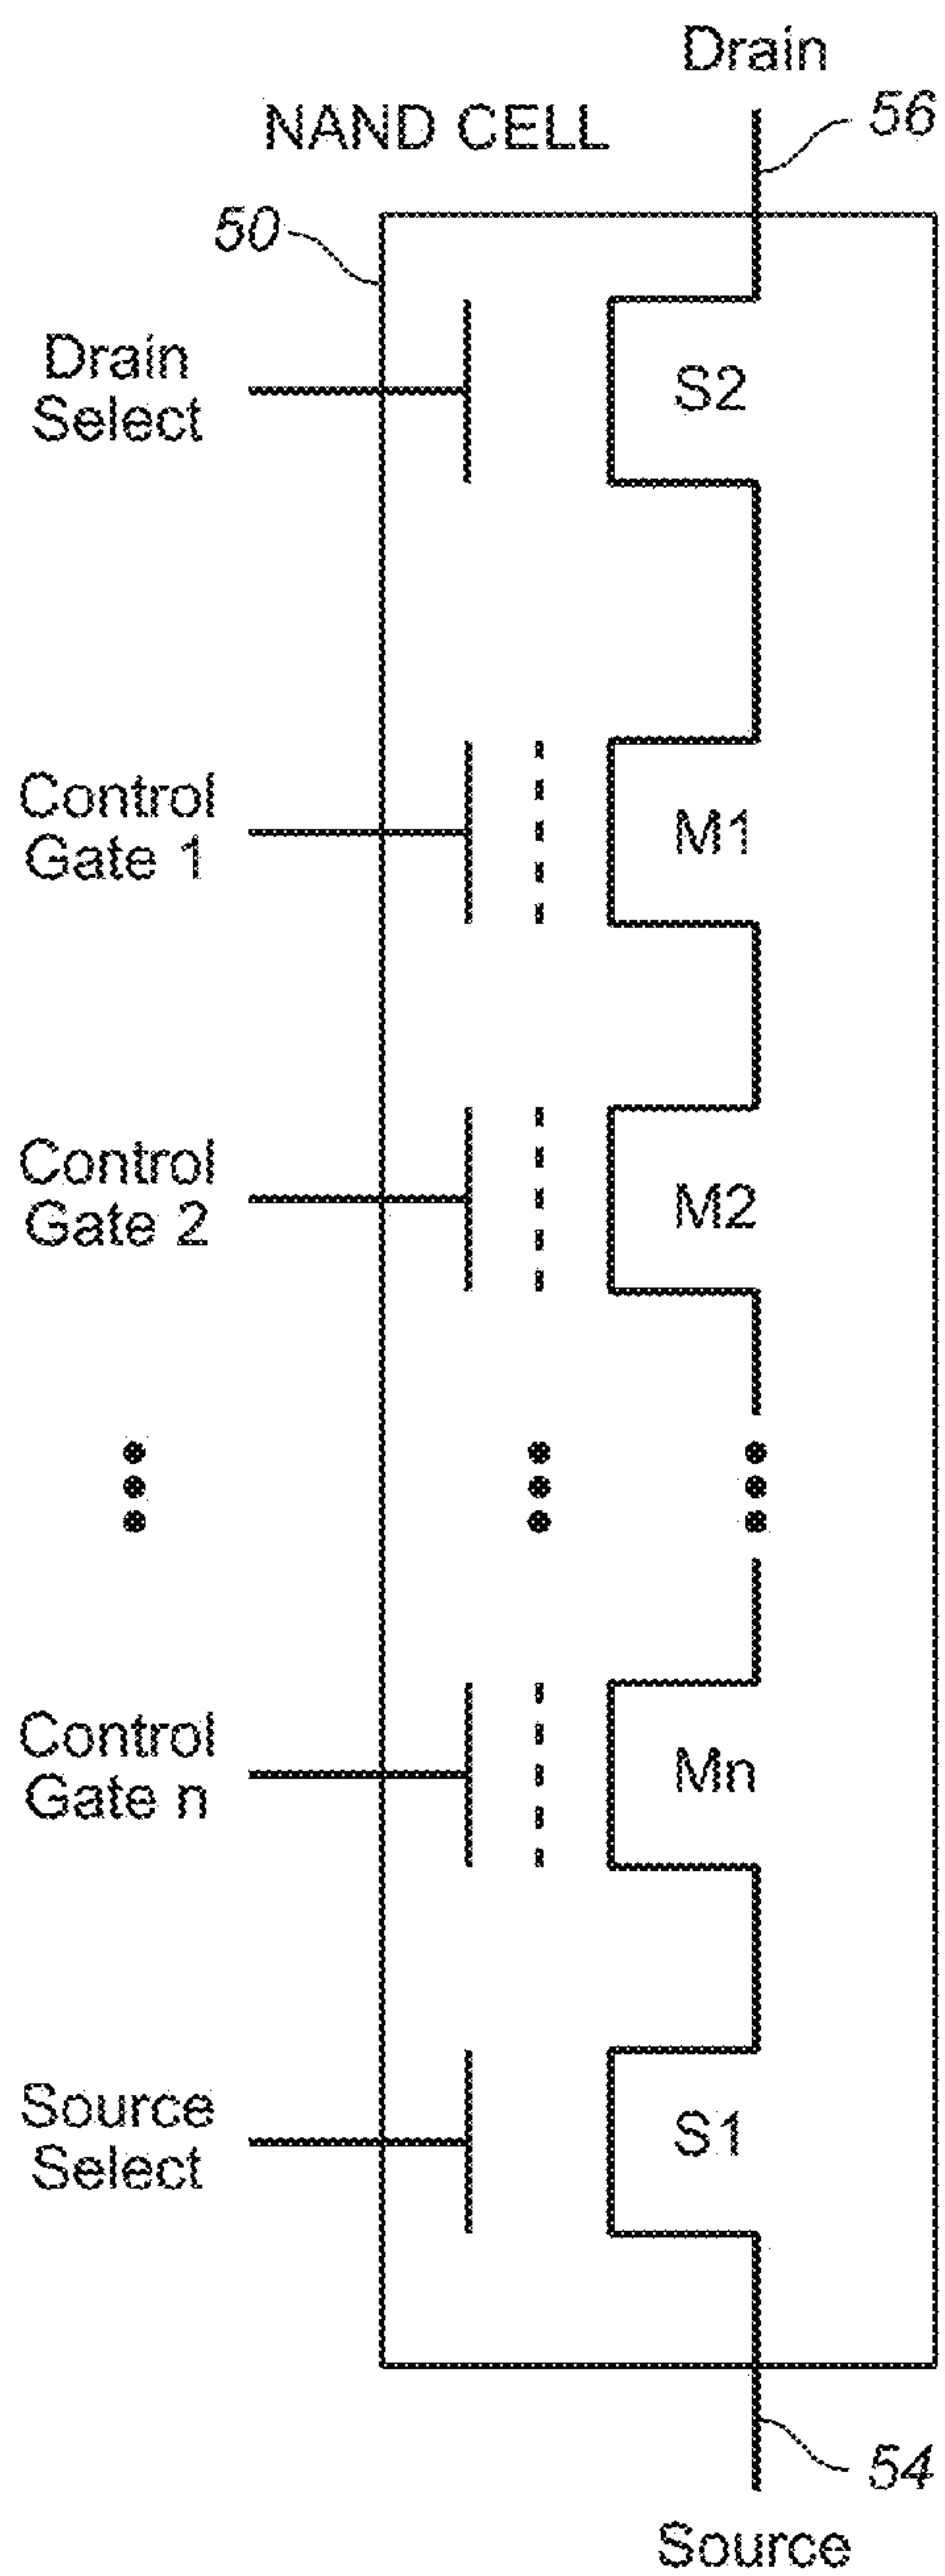 Drain
NAND CELL
56
50
Drain
Select
S2
Control
Gate 1
M1
Control
Gate 2
M2
Control
Gate n
Mn
Source
Select
S1
54
Source